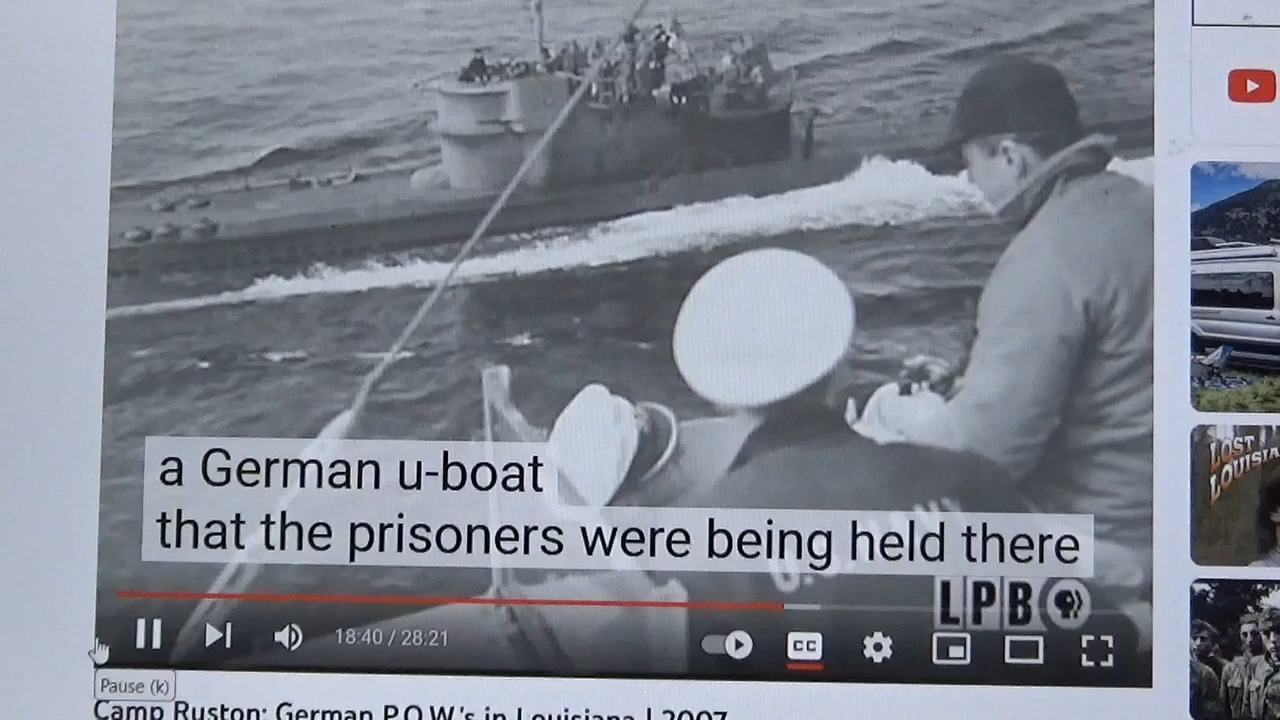 a German u-boat
that the prisoners were being held there
LPB
18:40 / 28:21
CC
Pause (k)
Camp Ruston: German P.O.W.'s in Louisiana | 2007
LOST
LOUISIA